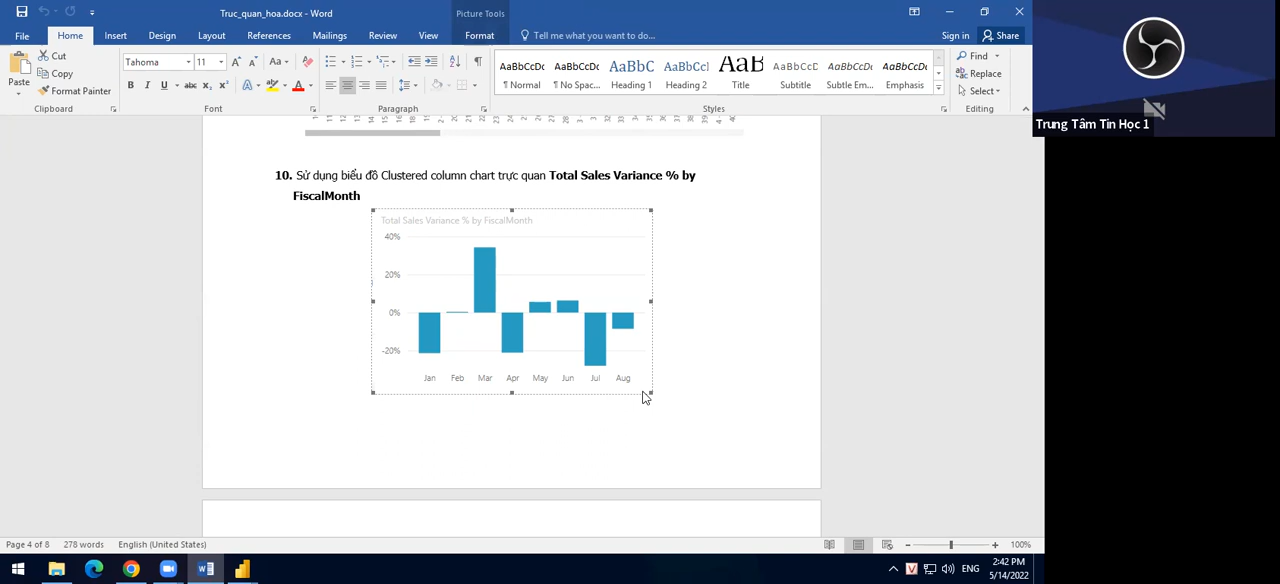 Truc_quan_hoa.docx - Word
Picture Tools
File Home Insert Design Layout References Mailings Review View Format Tell me what you want to do... Sign in Share
Paste
Cut
Copy
Format Painter
Clipboard
Tahoma 11
Font
Paragraph
AaBbCcDc AaBbCcDc AaBbC AaBbCcl AaBb AaBbCcD AaBbCcDc AaBbCcDc
¶ Normal ¶ No Spac... Heading 1 Heading 2 Title Subtitle Subtle Em... Emphasis
Styles
Find
Replace
Select
Editing
Trung Tâm Tin Học 1
10. Sử dụng biểu đồ Clustered column chart trực quan Total Sales Variance % by
FiscalMonth
Total Sales Variance % by FiscalMonth
40%
20%
0%
-20%
Jan Feb Mar Apr May Jun Jul Aug
Page 4 of 8 278 words English (United States) 100%
ENG
2:42 PM
5/14/2022